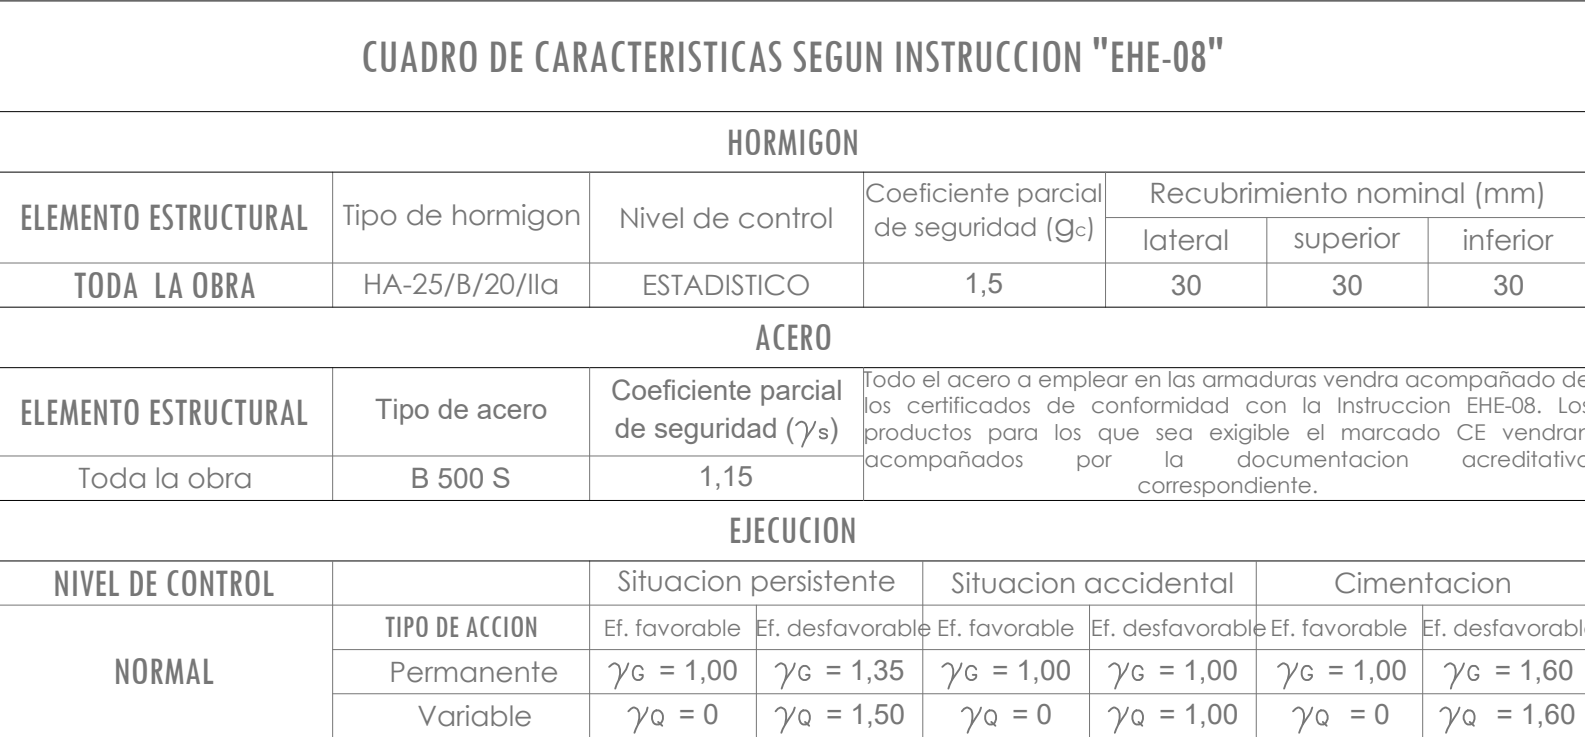 CUADRO DE CARACTERISTICAS SEGUN INSTRUCCION "EHE-08"
HORMIGON
ELEMENTO ESTRUCTURAL Tipo de hormigon Nivel de control Coeficiente parcial de seguridad (gc) Recubrimiento nominal (mm)
lateral superior inferior
TODA LA OBRA HA-25/B/20/IIa ESTADISTICO 1,5 30 30 30
ACERO
ELEMENTO ESTRUCTURAL Tipo de acero Coeficiente parcial de seguridad (γs)
Todo el acero a emplear en las armaduras vendra acompañado de
los certificados de conformidad con la Instruccion EHE-08. Los
productos para los que sea exigible el marcado CE vendran
acompañados por la documentacion acreditativa
correspondiente.
Toda la obra B 500 S 1,15
EJECUCION
NIVEL DE CONTROL Situacion persistente Situacion accidental Cimentacion
TIPO DE ACCION Ef. favorable Ef. desfavorable Ef. favorable Ef. desfavorable Ef. favorable Ef. desfavorable
NORMAL
Permanente γG = 1,00 γG = 1,35 γG = 1,00 γG = 1,00 γG = 1,00 γG = 1,60
Variable γQ = 0 γQ = 1,50 γQ = 0 γQ = 1,00 γQ = 0 γQ = 1,60